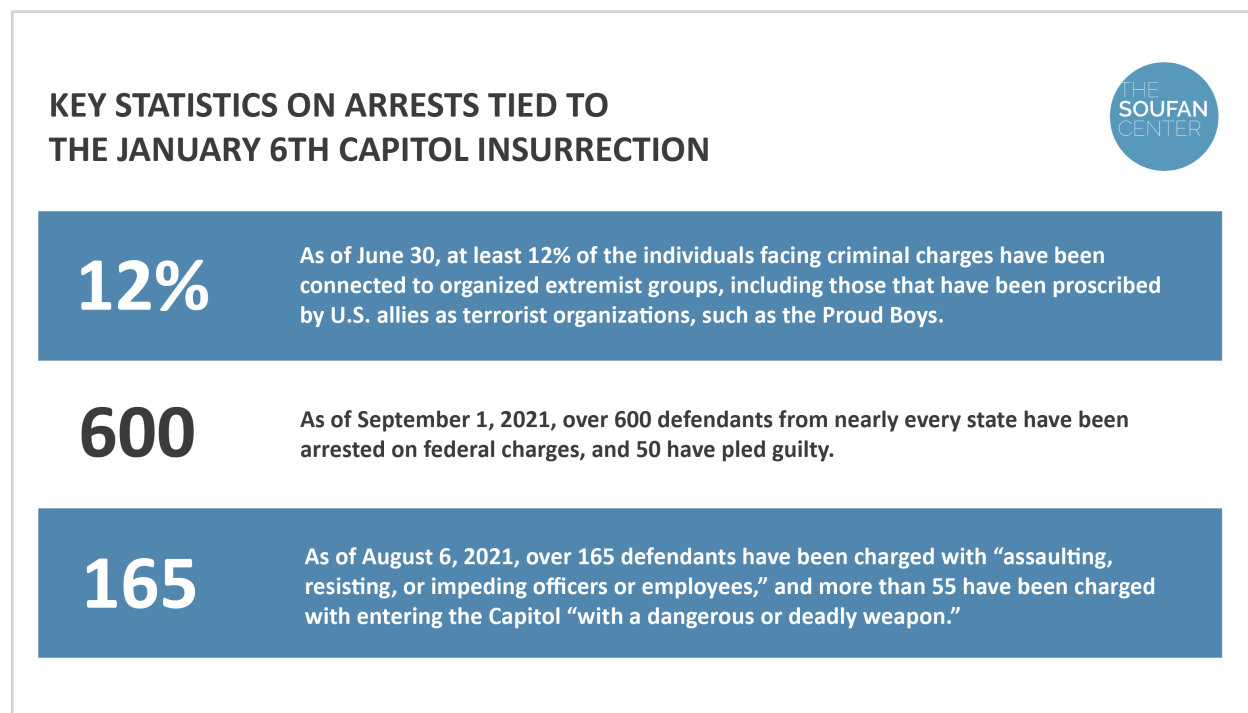 KEY STATISTICS ON ARRESTS TIED TO
THE JANUARY 6TH CAPITOL INSURRECTION
THE
SOUFAN
CENTER
12%
As of June 30, at least 12% of the individuals facing criminal charges have been
connected to organized extremist groups, including those that have been proscribed
by U.S. allies as terrorist organizations, such as the Proud Boys.
600
As of September 1, 2021, over 600 defendants from nearly every state have been
arrested on federal charges, and 50 have pled guilty.
165
As of August 6, 2021, over 165 defendants have been charged with “assaulting,
resisting, or impeding officers or employees,” and more than 55 have been charged
with entering the Capitol “with a dangerous or deadly weapon.”